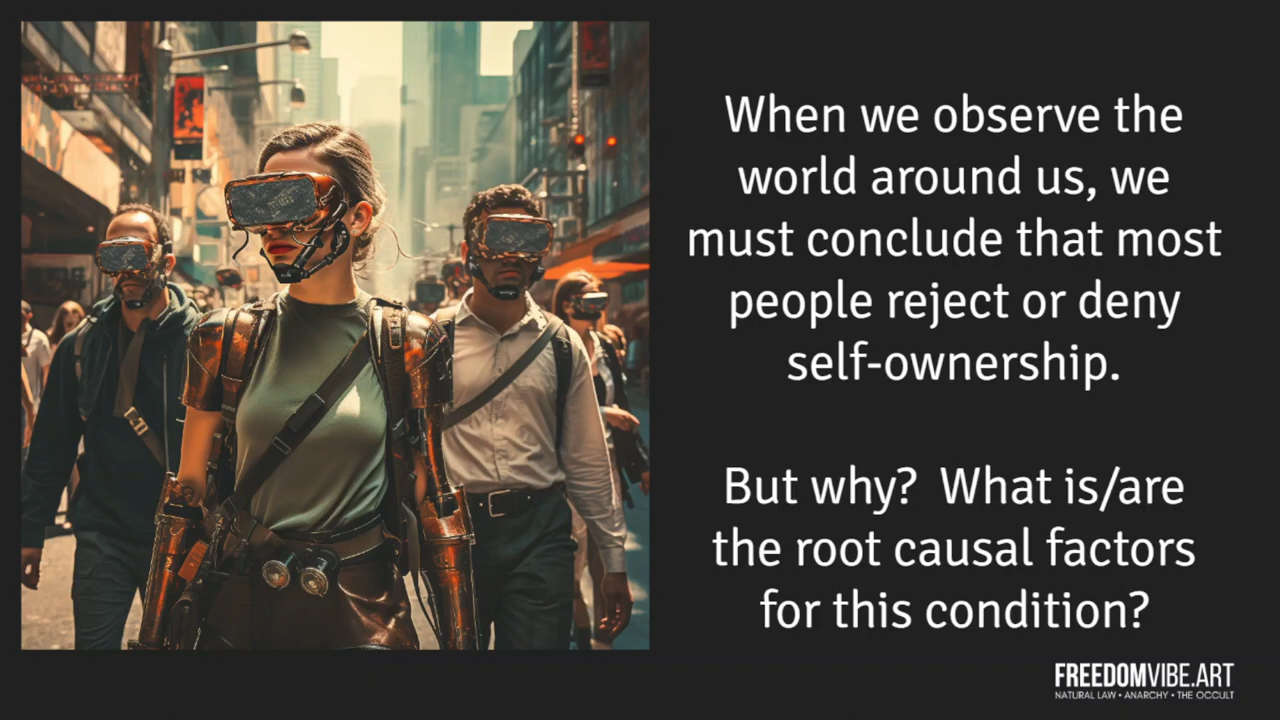 When we observe the
world around us, we
must conclude that most
people reject or deny
self-ownership.
But why?  What is/are
the root causal factors
for this condition?
FREEDOMVIBE.ART
NATURAL LAW • ANARCHY • THE OCCULT